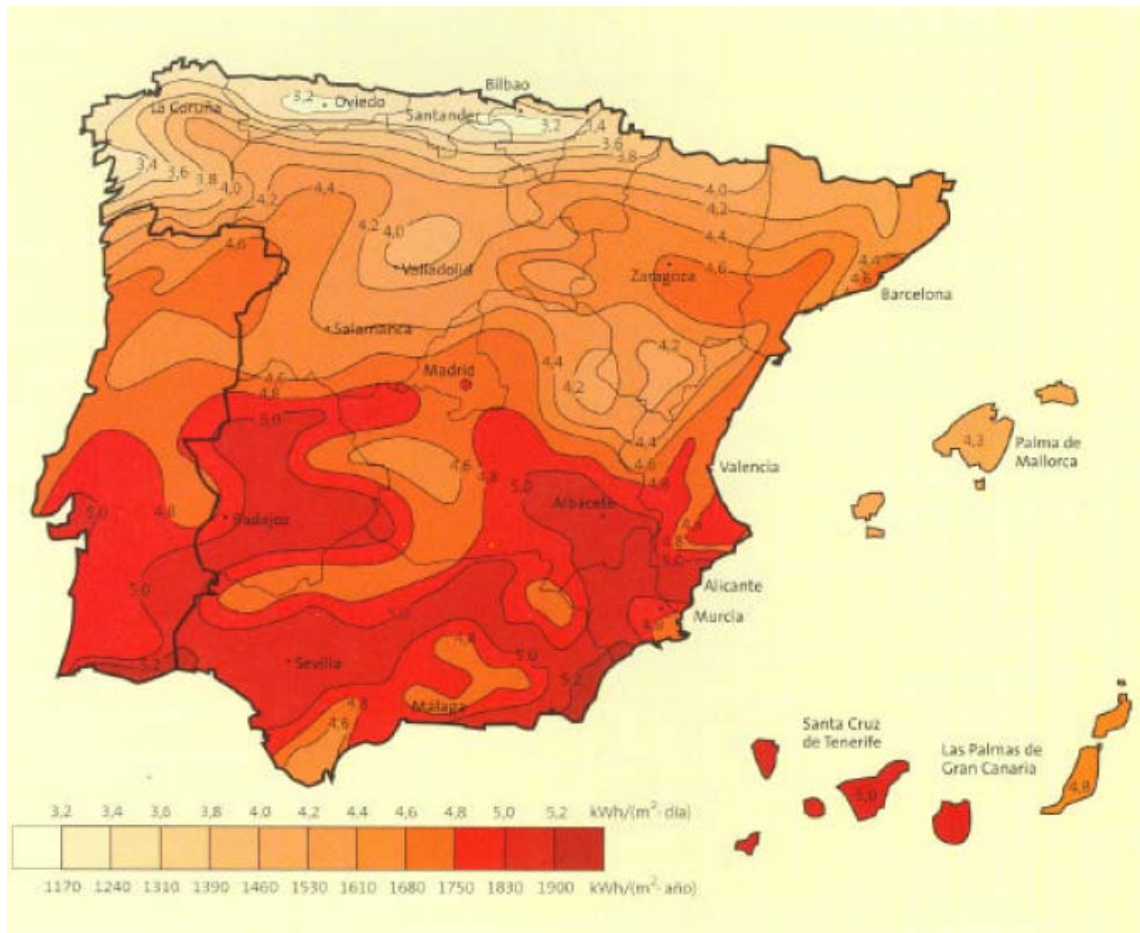 Bilbao
3,2 Oviedo
La Coruña
Santander
3,2
3,4
3,6
3,8
3,4
3,6
3,8
4,0
4,2
4,4
4,0
4,2
4,4
4,2
4,0
4,6
Valladolid
Zaragoza
4,6
4,4
4,6
Barcelona
Salamanca
4,2
4,4
4,2
Madrid
4,6
4,8
5,0
4,4
4,6
4,8
Valencia
4,3
Palma de
Mallorca
4,6
4,8
5,0
Albacete
5,0
4,8
Badajoz
4,8
5,0
5,0
Alicante
Murcia
5,0
4,8
5,0
5,2
Sevilla
5,2
Málaga
4,8
4,6
Santa Cruz
de Tenerife
Las Palmas de
Gran Canaria
5,0
4,8
3,2 3,4 3,6 3,8 4,0 4,2 4,4 4,6 4,8 5,0 5,2 kWh/(m²· día)
1170 1240 1310 1390 1460 1530 1610 1680 1750 1830 1900 kWh/(m²· año)